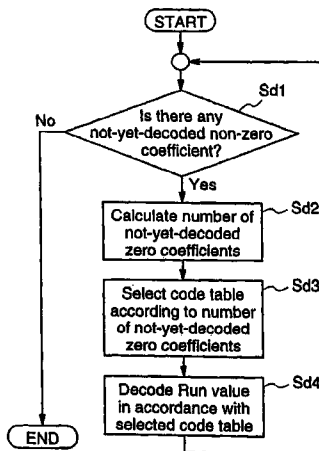 START
Sd1
Is there any
not-yet-decoded non-zero
coefficient?
No
Yes
Sd2
Calculate number of
not-yet-decoded
zero coefficients
Sd3
Select code table
according to number
of not-yet-decoded
zero coefficients
Sd4
Decode Run value
in accordance with
selected code table
END